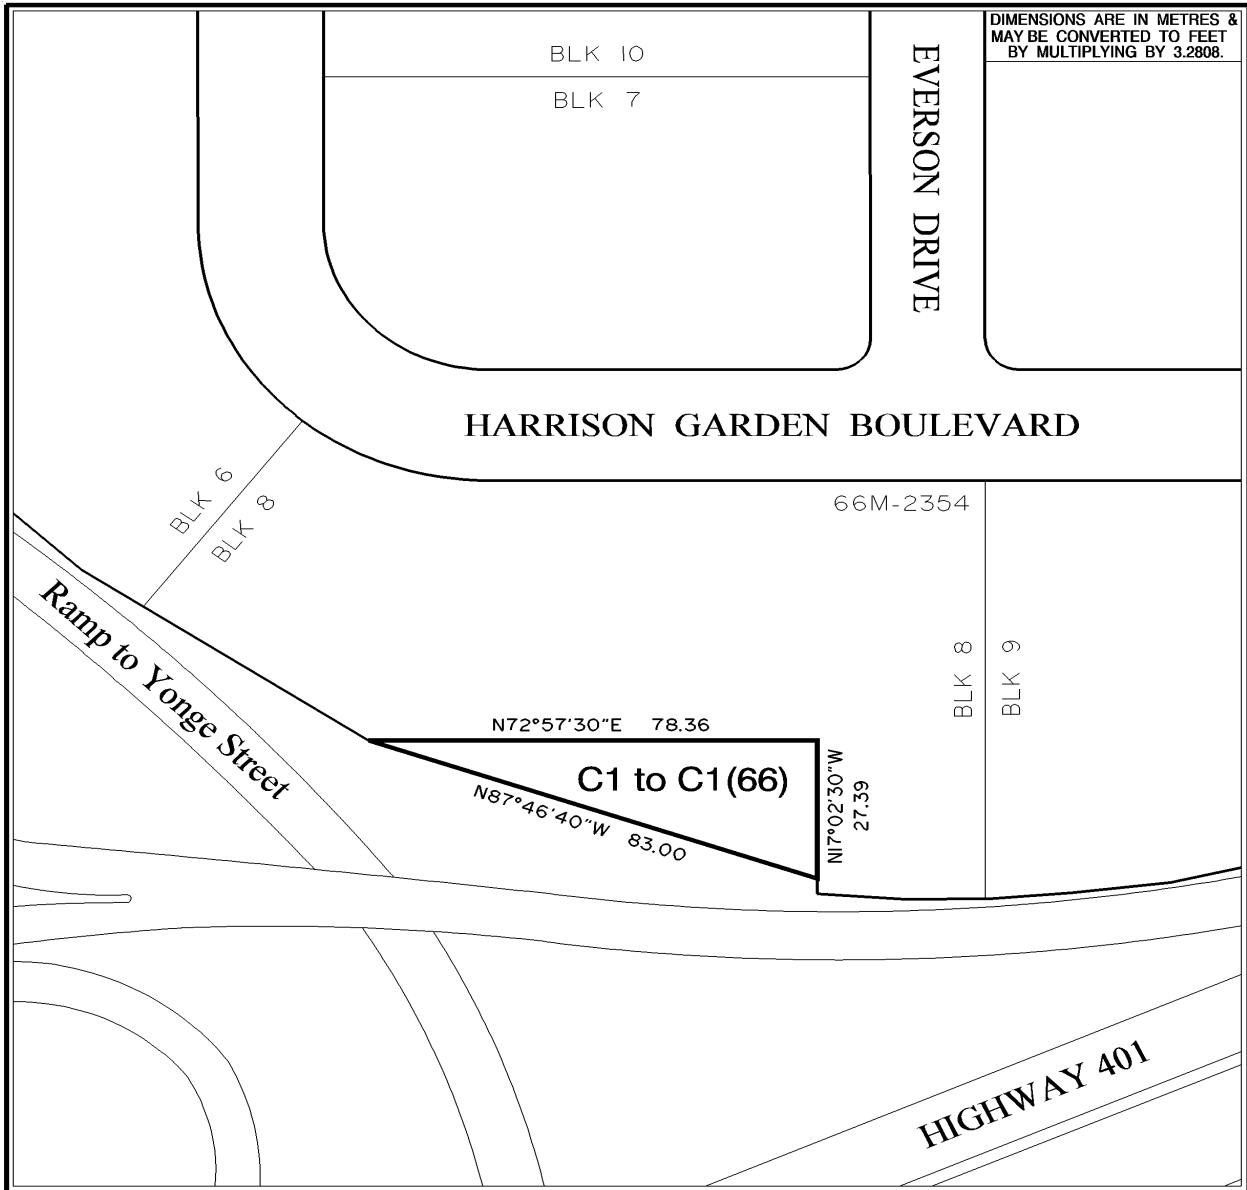 DIMENSIONS ARE IN METRES &
MAY BE CONVERTED TO FEET
BY MULTIPLYING BY 3.2808.
BLK 10
BLK 7
EVERSON DRIVE
HARRISON GARDEN BOULEVARD
BLK 6
BLK 8
66M-2354
Ramp to Yonge Street
BLK 8
BLK 9
N72°57'30"E 78.36
C1 to C1(66)
N87°46'40"W 83.00
N17°02'30"W
27.39
HIGHWAY 401